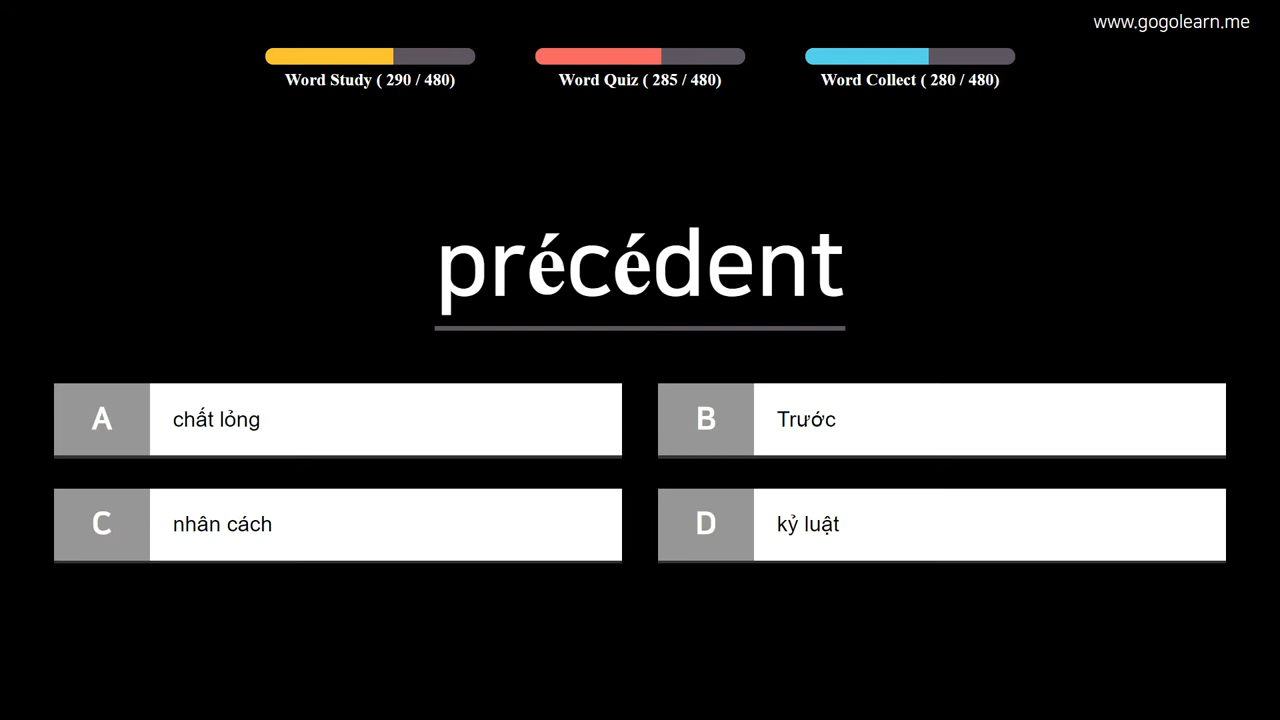 www.gogolearn.me
Word Study ( 290 / 480)
Word Quiz ( 285 / 480)
Word Collect ( 280 / 480)
précédent
A chất lỏng
B Trước
C nhân cách
D kỷ luật